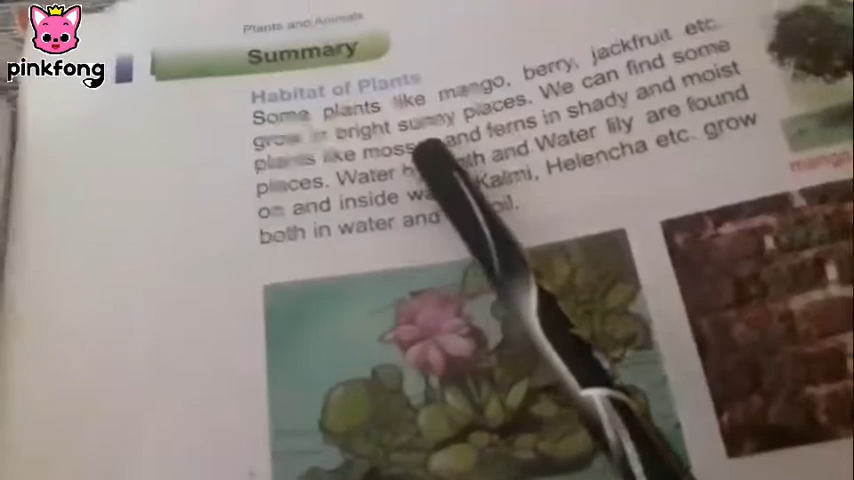 pinkfong
Plants and Animals
Summary
Habitat of Plants
Some plants like mango, berry, jackfruit etc.
grow in bright sunny places. We can find some
plants like moss and ferns in shady and moist
places. Water and Water lily are found
on and inside Kalmi, Helencha etc. grow
both in water and soil.
mango